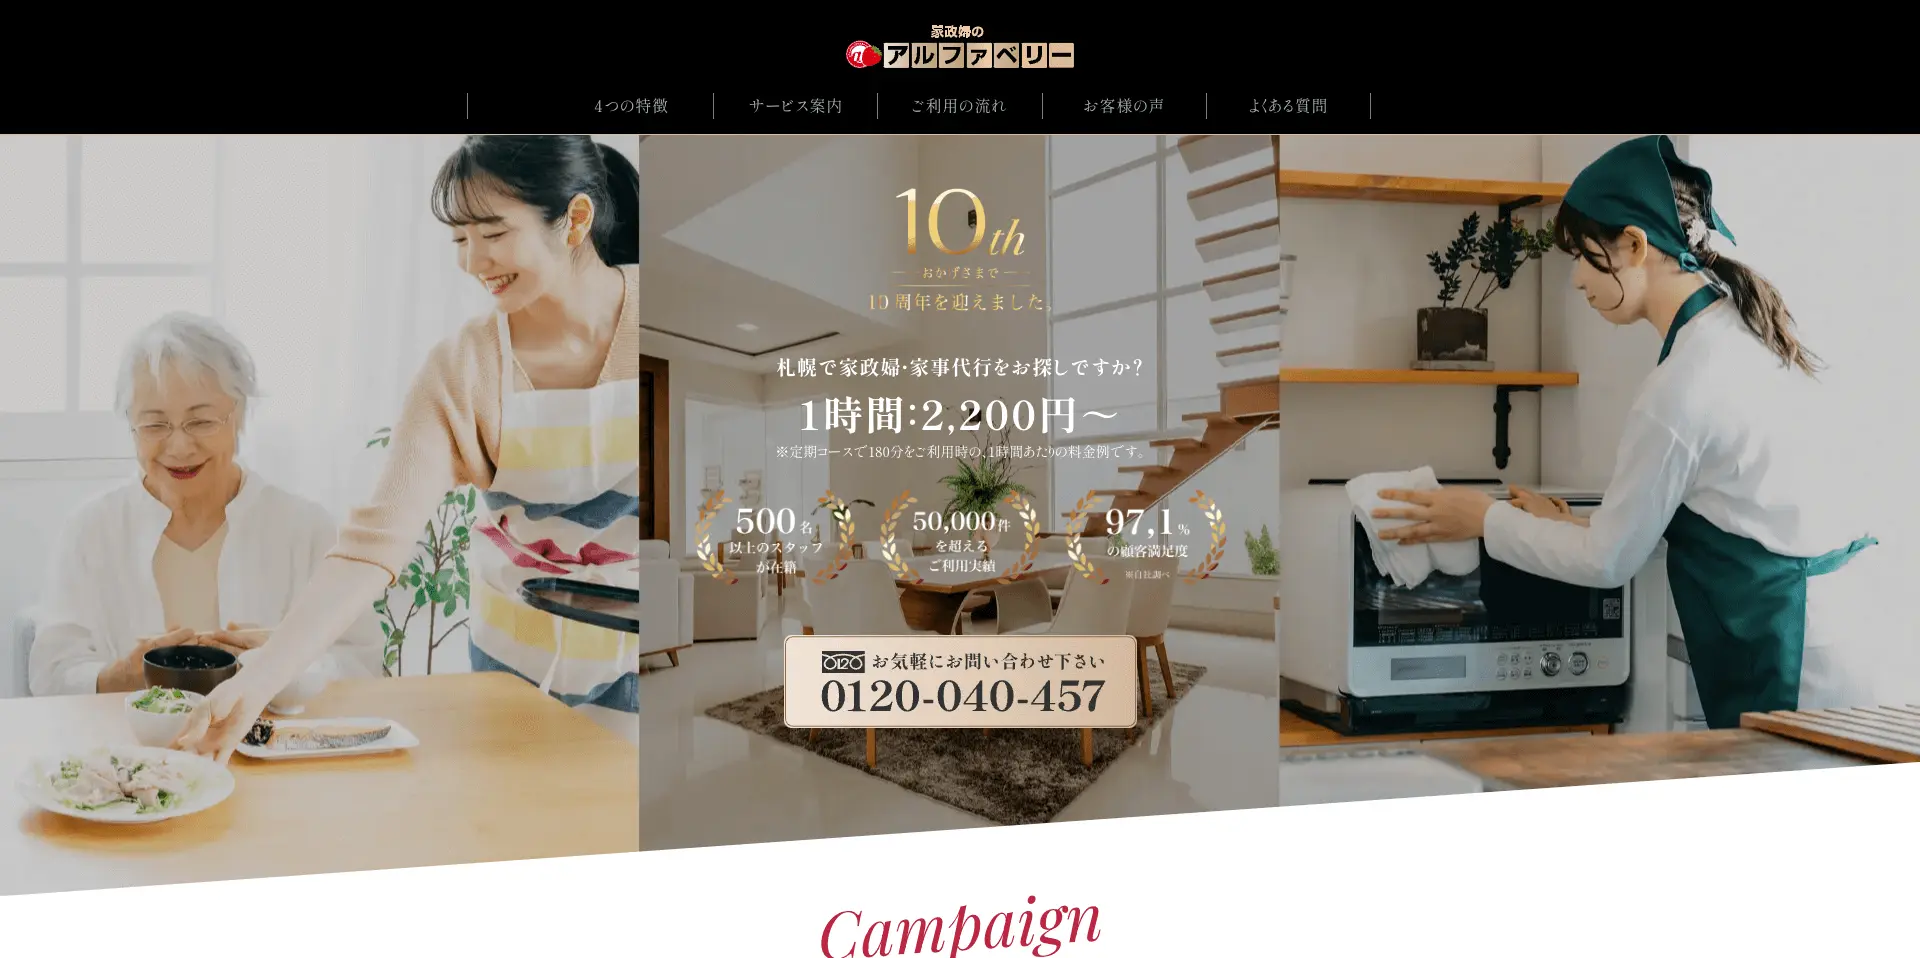 家政婦の
アルファベリー
4つの特徴
サービス案内
ご利用の流れ
お客様の声
よくある質問
10th
おかげさまで
10周年を迎えました。
札幌で家政婦・家事代行をお探しですか?
1時間:2,200円〜
※定期コースで180分をご利用時の、1時間あたりの料金例です。
500名
以上のスタッフ
が在籍
50,000件
を超える
ご利用実績
97,1%
の顧客満足度
※自社調べ
0120 お気軽にお問い合わせ下さい
0120-040-457
Campaign